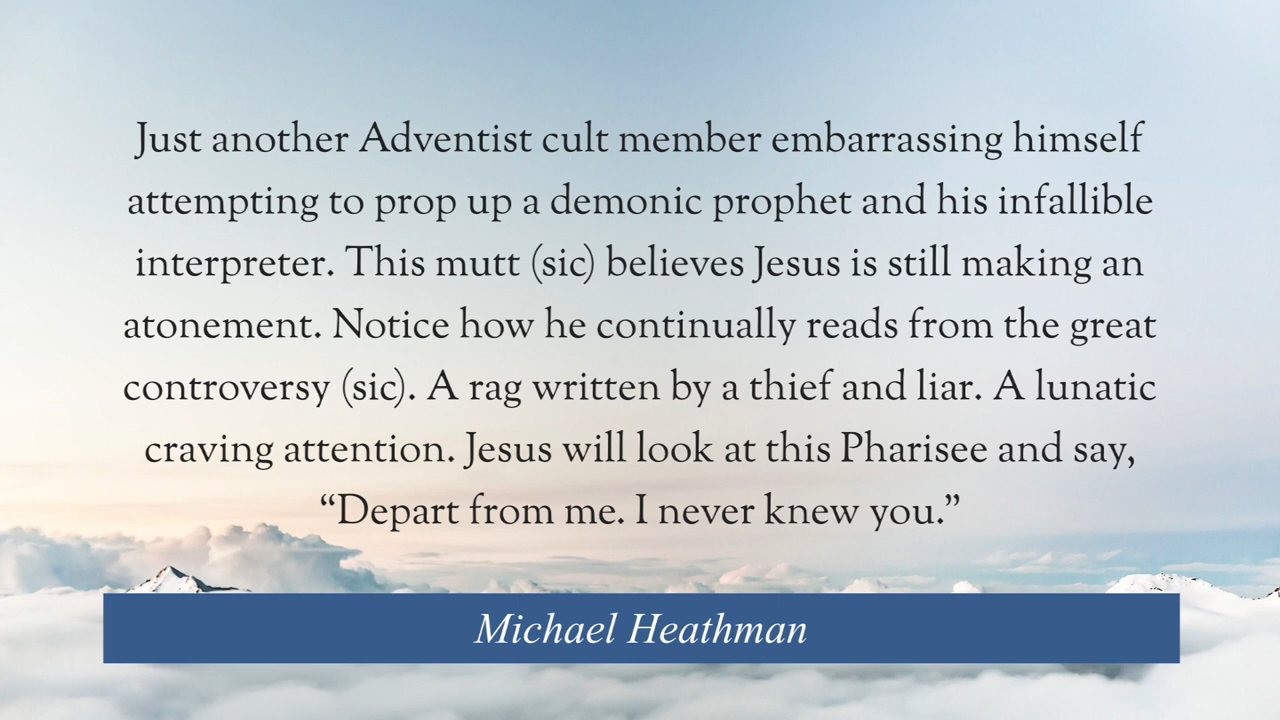 Just another Adventist cult member embarrassing himself
attempting to prop up a demonic prophet and his infallible
interpreter. This mutt (sic) believes Jesus is still making an
atonement. Notice how he continually reads from the great
controversy (sic). A rag written by a thief and liar. A lunatic
craving attention. Jesus will look at this Pharisee and say,
“Depart from me. I never knew you.”
Michael Heathman